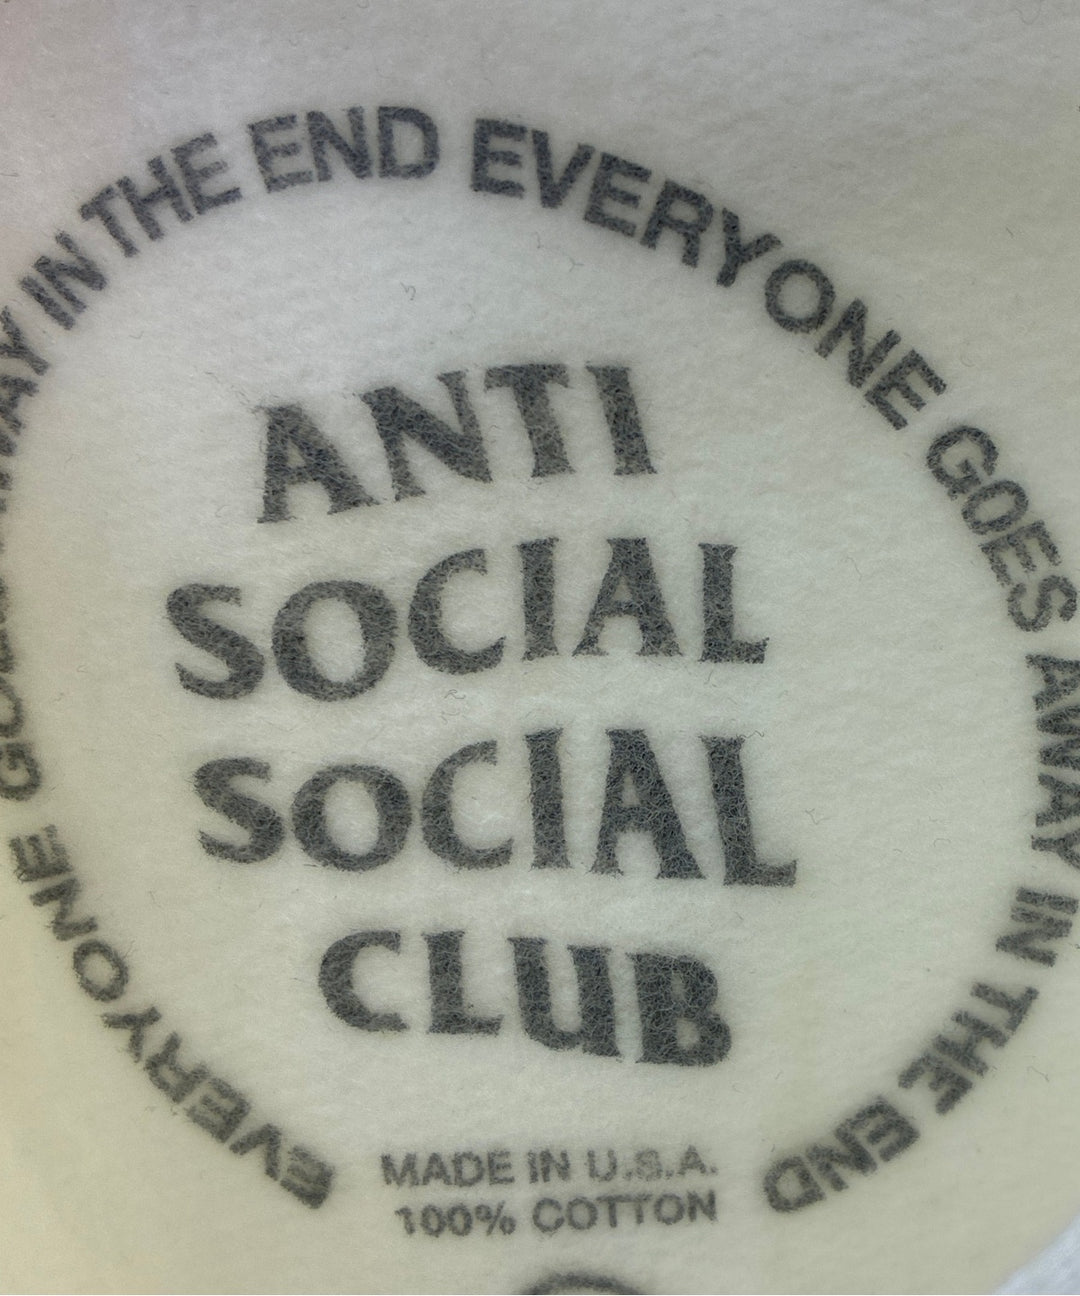 EVERYONE GOES AWAY IN THE END EVERYONE GOES AWAY IN THE END
ANTI
SOCIAL
SOCIAL
CLUB
MADE IN U.S.A.
100% COTTON